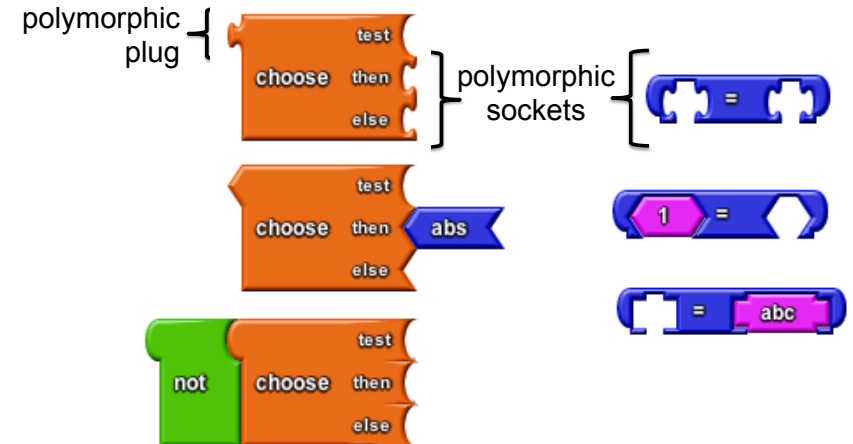 polymorphic
plug
test
choose then
else
polymorphic
sockets
=
test
choose then abs
else
1 =
= abc
test
not choose then
else